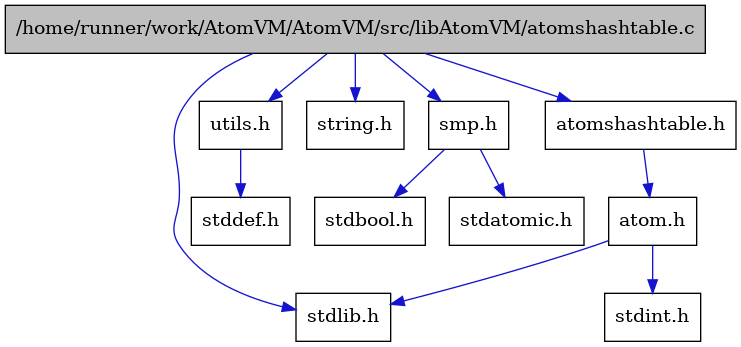 /home/runner/work/AtomVM/AtomVM/src/libAtomVM/atomshashtable.c
utils.h
string.h
smp.h
atomshashtable.h
stddef.h
stdbool.h
stdatomic.h
atom.h
stdlib.h
stdint.h